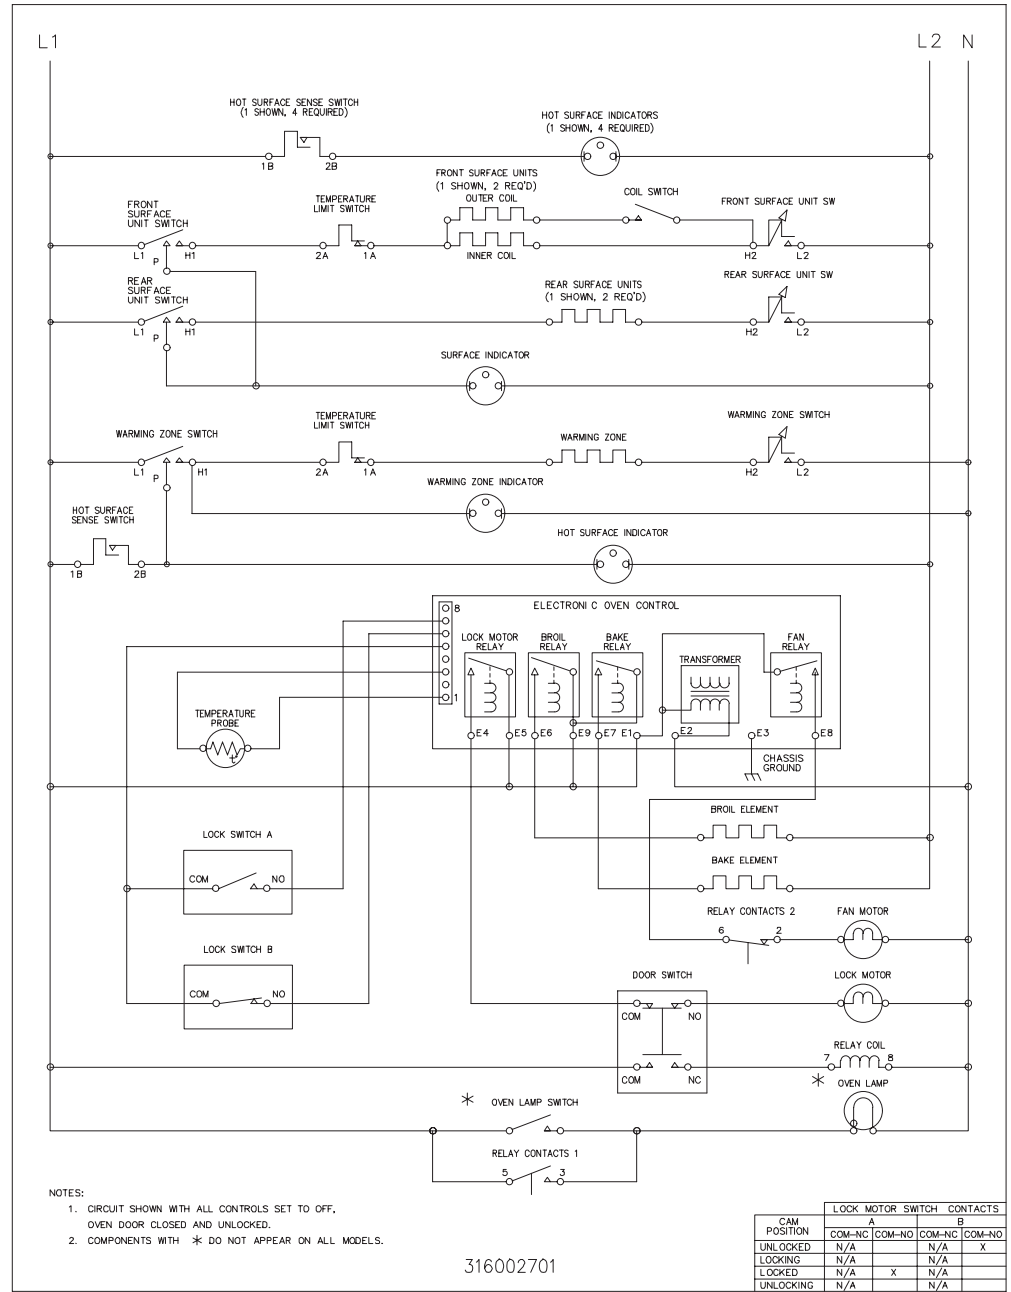 L1
L2 N
HOT SURFACE SENSE SWITCH
(1 SHOWN, 4 REQUIRED)
1B 2B
HOT SURFACE INDICATORS
(1 SHOWN, 4 REQUIRED)
FRONT SURFACE UNITS
(1 SHOWN, 2 REQ'D)
OUTER COIL
INNER COIL
COIL SWITCH
FRONT SURFACE UNIT SW
H2 L2
TEMPERATURE
LIMIT SWITCH
2A 1A
FRONT
SURFACE
UNIT SWITCH
L1 P H1
REAR
SURFACE
UNIT SWITCH
L1 P H1
REAR SURFACE UNITS
(1 SHOWN, 2 REQ'D)
REAR SURFACE UNIT SW
H2 L2
SURFACE INDICATOR
WARMING ZONE SWITCH
L1 P H1
TEMPERATURE
LIMIT SWITCH
2A 1A
WARMING ZONE
WARMING ZONE SWITCH
H2 L2
WARMING ZONE INDICATOR
HOT SURFACE
SENSE SWITCH
1B 2B
HOT SURFACE INDICATOR
ELECTRONIC OVEN CONTROL
8
1
LOCK MOTOR
RELAY
BROIL
RELAY
BAKE
RELAY
TRANSFORMER
FAN
RELAY
E4 E5 E6 E9 E7 E1 E2 E3 E8
CHASSIS
GROUND
TEMPERATURE
PROBE
t
BROIL ELEMENT
BAKE ELEMENT
LOCK SWITCH A
COM NO
LOCK SWITCH B
COM NO
RELAY CONTACTS 2
6 2
FAN MOTOR
DOOR SWITCH
COM NO
COM NC
LOCK MOTOR
RELAY COIL
7 8
* OVEN LAMP
* OVEN LAMP SWITCH
RELAY CONTACTS 1
5 3
NOTES:
1. CIRCUIT SHOWN WITH ALL CONTROLS SET TO OFF,
OVEN DOOR CLOSED AND UNLOCKED.
2. COMPONENTS WITH * DO NOT APPEAR ON ALL MODELS.
316002701
LOCK MOTOR SWITCH CONTACTS
CAM
POSITION
A B
COM-NC COM-NO COM-NC COM-NO
UNLOCKED N/A N/A X
LOCKING N/A N/A
LOCKED N/A X N/A
UNLOCKING N/A N/A